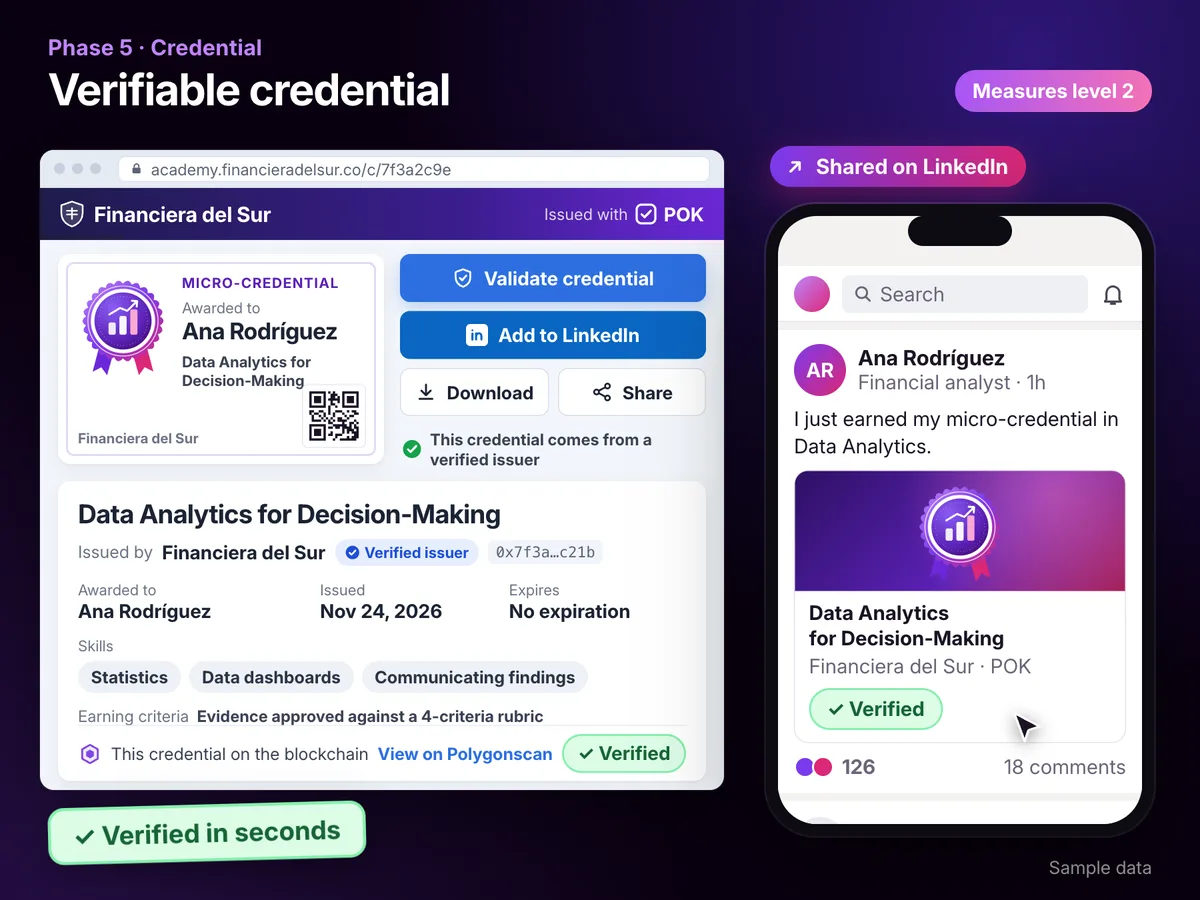 Phase 5 · Credential
Verifiable credential
Measures level 2
academy.financieradelsur.co/c/7f3a2c9e
Financiera del Sur
Issued with POK
MICRO-CREDENTIAL
Awarded to
Ana Rodríguez
Data Analytics for
Decision-Making
Financiera del Sur
Validate credential
in Add to LinkedIn
Download
Share
This credential comes from a
verified issuer
Data Analytics for Decision-Making
Issued by Financiera del Sur Verified issuer 0x7f3a…c21b
Awarded to
Ana Rodríguez
Issued
Nov 24, 2026
Expires
No expiration
Skills
Statistics
Data dashboards
Communicating findings
Earning criteria Evidence approved against a 4-criteria rubric
This credential on the blockchain View on Polygonscan Verified
Verified in seconds
Shared on LinkedIn
Search
AR
Ana Rodríguez
Financial analyst · 1h
I just earned my micro-credential in
Data Analytics.
Data Analytics
for Decision-Making
Financiera del Sur · POK
Verified
126
18 comments
Sample data